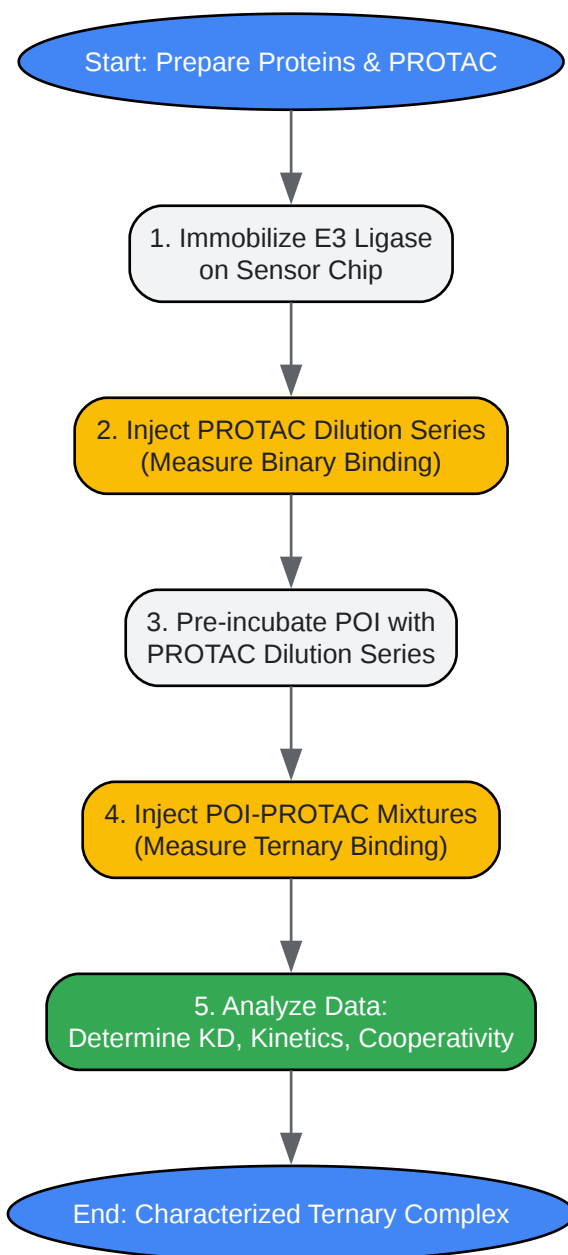 Start: Prepare Proteins & PROTAC
1. Immobilize E3 Ligase
on Sensor Chip
2. Inject PROTAC Dilution Series
(Measure Binary Binding)
3. Pre-incubate POI with
PROTAC Dilution Series
4. Inject POI-PROTAC Mixtures
(Measure Ternary Binding)
5. Analyze Data:
Determine KD, Kinetics, Cooperativity
End: Characterized Ternary Complex